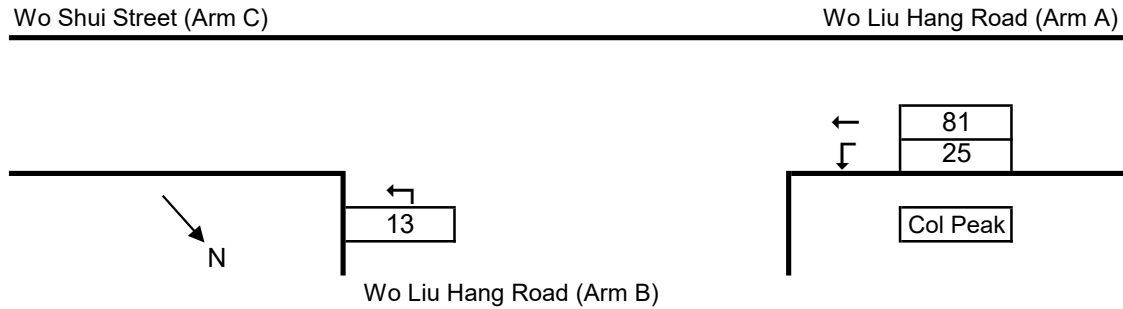 Wo Shui Street (Arm C)
Wo Liu Hang Road (Arm A)
81
25
13
Col Peak
N
Wo Liu Hang Road (Arm B)